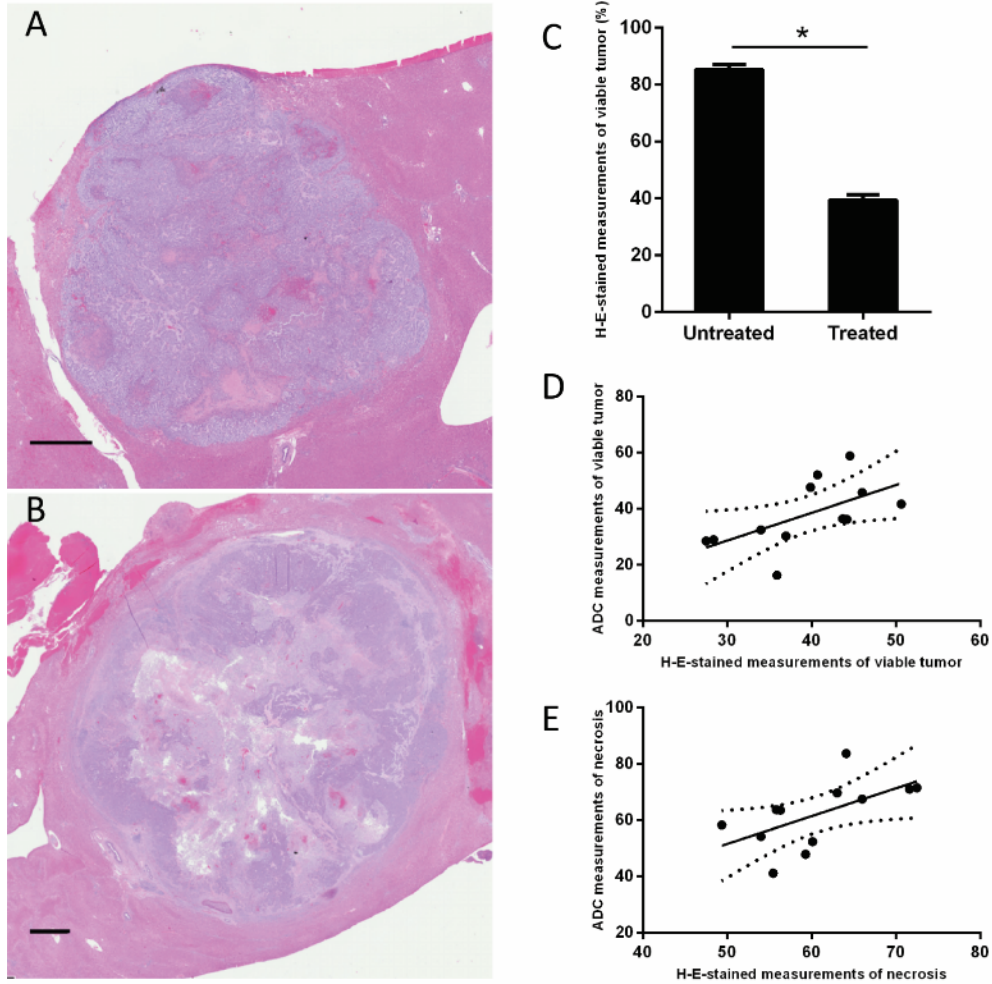 A
B
C
H-E-stained measurements of viable tumor (%)
100
80
60
40
20
0
*
Untreated
Treated
D
ADC measurements of viable tumor
80
60
40
20
0
20
30
40
50
60
H-E-stained measurements of viable tumor
E
ADC measurements of necrosis
100
80
60
40
20
40
50
60
70
80
H-E-stained measurements of necrosis